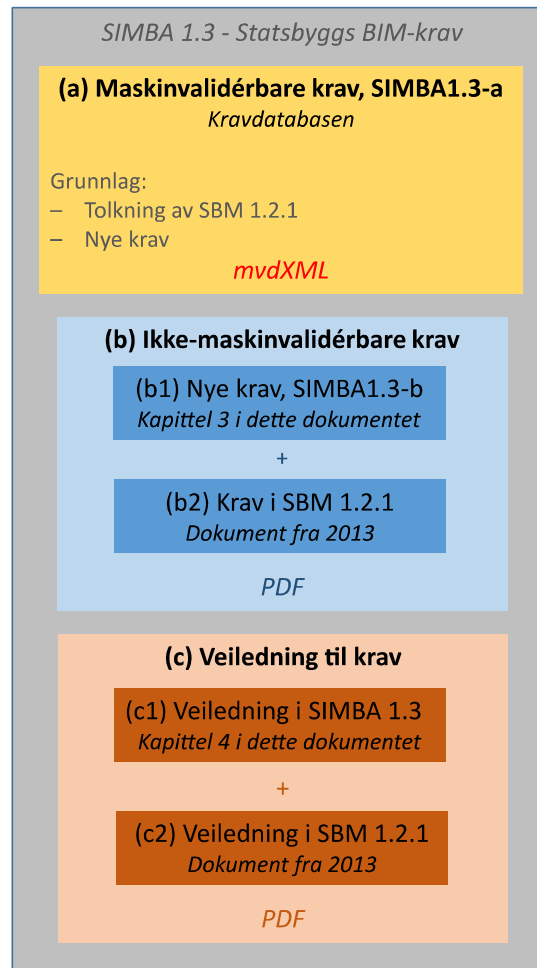 SIMBA 1.3 - Statsbyggs BIM-krav
(a) Maskinvalidérbare krav, SIMBA1.3-a
Kravdatabasen
Grunnlag:
– Tolkning av SBM 1.2.1
– Nye krav
mvdXML
(b) Ikke-maskinvalidérbare krav
(b1) Nye krav, SIMBA1.3-b
Kapittel 3 i dette dokumentet
+
(b2) Krav i SBM 1.2.1
Dokument fra 2013
PDF
(c) Veiledning til krav
(c1) Veiledning i SIMBA 1.3
Kapittel 4 i dette dokumentet
+
(c2) Veiledning i SBM 1.2.1
Dokument fra 2013
PDF